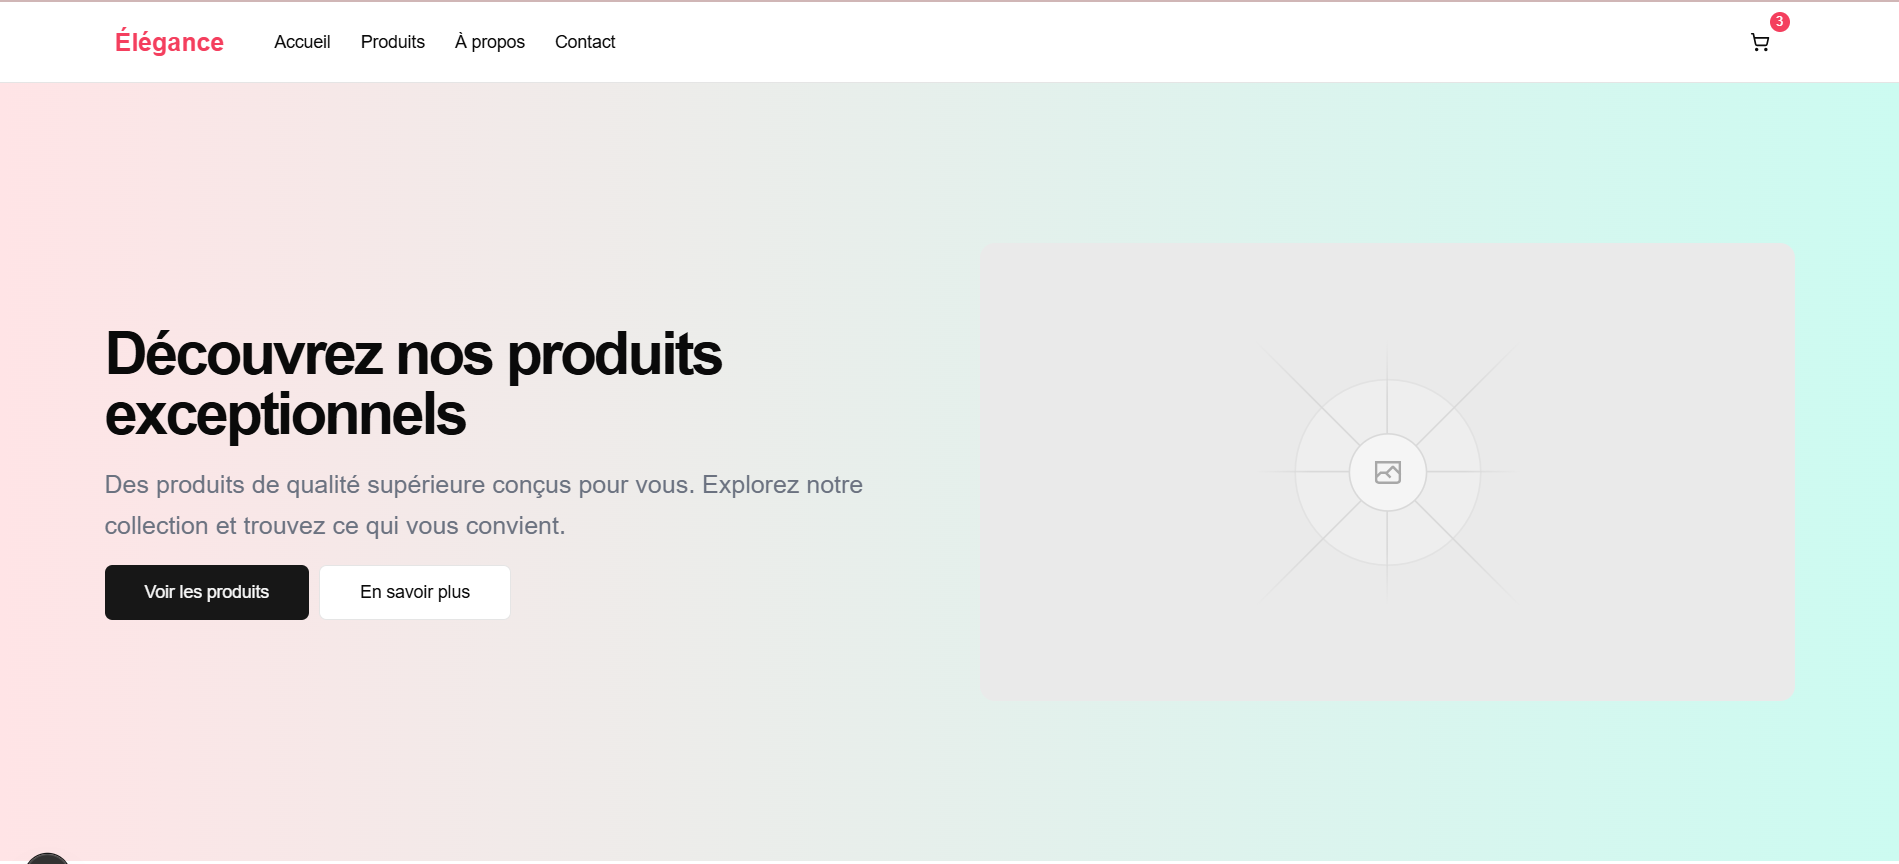 Élégance
Accueil
Produits
À propos
Contact
3
Découvrez nos produits
exceptionnels
Des produits de qualité supérieure conçus pour vous. Explorez notre
collection et trouvez ce qui vous convient.
Voir les produits
En savoir plus